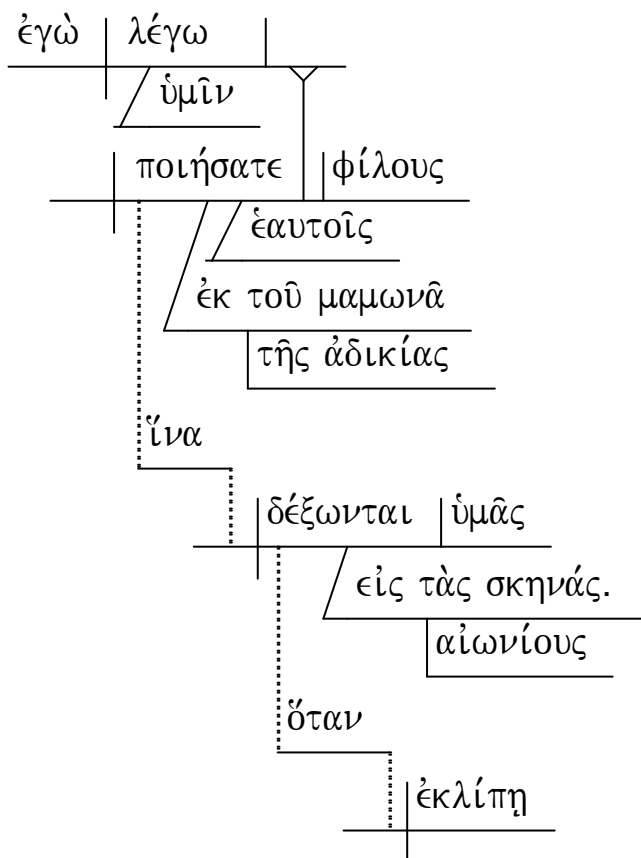 ἐγὼ λέγω
ὑμῖν
ποιήσατε φίλους
ἑαυτοῖς
ἐκ τοῦ μαμωνᾶ
τῆς ἀδικίας
ἵνα
δέξωνται ὑμᾶς
εἰς τὰς σκηνάς.
αἰωνίους
ὅταν
ἐκλίπῃ